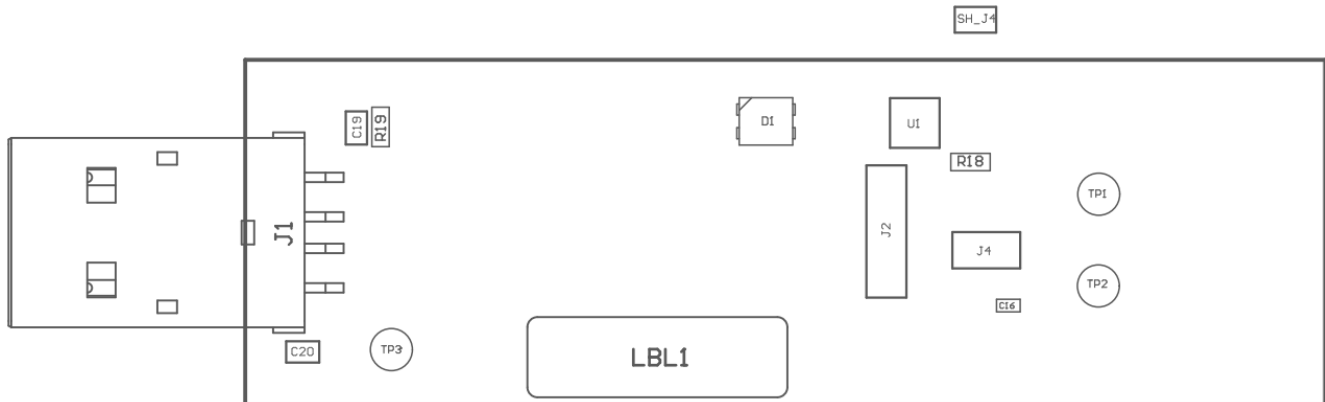 SH_J4
C19
R19
D1
U1
R18
TP1
J1
J2
J4
TP2
C16
C20
TP3
LBL1